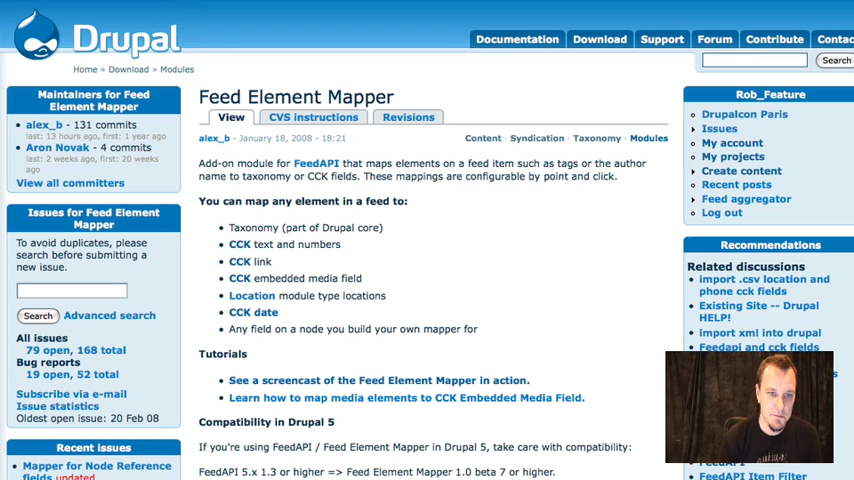 Drupal
Documentation
Download
Support
Forum
Contribute
Contac
Home » Download » Modules
Search
Maintainers for Feed
Element Mapper
alex_b - 131 commits
last: 13 hours ago, first: 1 year ago
Aron Novak - 4 commits
last: 2 weeks ago, first: 20 weeks
ago
View all committers
Issues for Feed Element
Mapper
To avoid duplicates, please
search before submitting a
new issue.
Search Advanced search
All issues
79 open, 168 total
Bug reports
19 open, 52 total
Subscribe via e-mail
Issue statistics
Oldest open issue: 20 Feb 08
Recent issues
Mapper for Node Reference
fields updated
Feed Element Mapper
View CVS instructions Revisions
alex_b - January 18, 2008 - 18:21
Content · Syndication · Taxonomy · Modules
Add-on module for FeedAPI that maps elements on a feed item such as tags or the author
name to taxonomy or CCK fields. These mappings are configurable by point and click.
You can map any element in a feed to:
Taxonomy (part of Drupal core)
CCK text and numbers
CCK link
CCK embedded media field
Location module type locations
CCK date
Any field on a node you build your own mapper for
Tutorials
See a screencast of the Feed Element Mapper in action.
Learn how to map media elements to CCK Embedded Media Field.
Compatibility in Drupal 5
If you're using FeedAPI / Feed Element Mapper in Drupal 5, take care with compatibility:
FeedAPI 5.x 1.3 or higher => Feed Element Mapper 1.0 beta 7 or higher.
Rob_Feature
Drupalcon Paris
Issues
My account
My projects
Create content
Recent posts
Feed aggregator
Log out
Recommendations
Related discussions
import .csv location and
phone cck fields
Existing Site -- Drupal
HELP!
import xml into drupal
Feedapi and cck fields
FeedAPI
FeedAPI Item Filter